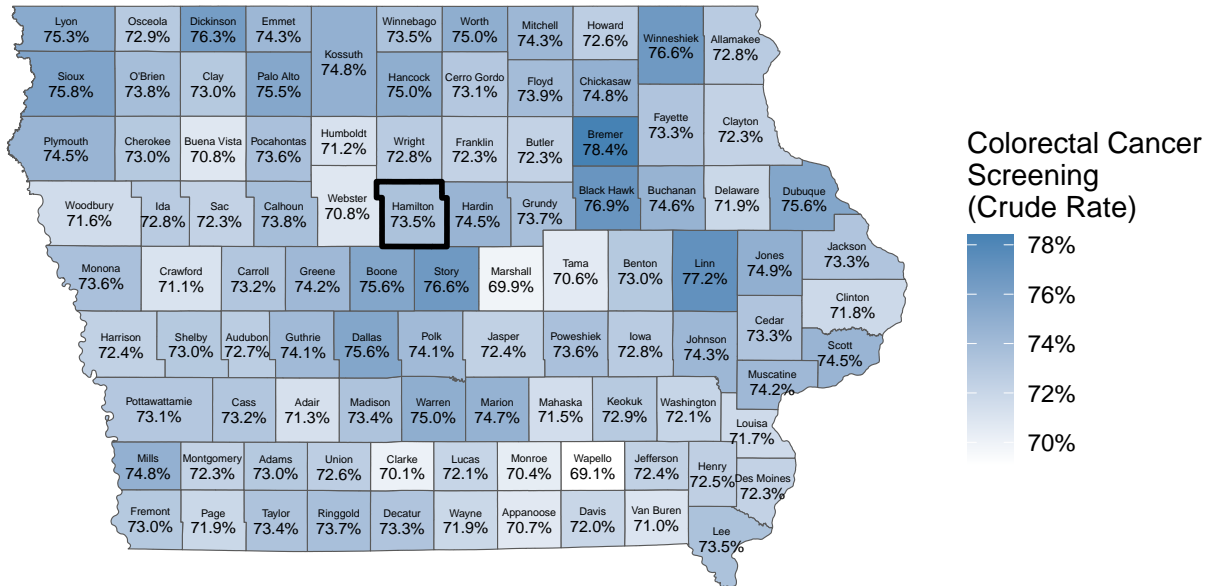 Lyon
75.3%
Osceola
72.9%
Dickinson
76.3%
Emmet
74.3%
Winnebago
73.5%
Worth
75.0%
Mitchell
74.3%
Howard
72.6%
Winneshiek
76.6%
Allamakee
72.8%
Kossuth
74.8%
Sioux
75.8%
O'Brien
73.8%
Clay
73.0%
Palo Alto
75.5%
Hancock
75.0%
Cerro Gordo
73.1%
Floyd
73.9%
Chickasaw
74.8%
Fayette
73.3%
Clayton
72.3%
Plymouth
74.5%
Cherokee
73.0%
Buena Vista
70.8%
Pocahontas
73.6%
Humboldt
71.2%
Wright
72.8%
Franklin
72.3%
Butler
72.3%
Bremer
78.4%
Woodbury
71.6%
Ida
72.8%
Sac
72.3%
Calhoun
73.8%
Webster
70.8%
Hamilton
73.5%
Hardin
74.5%
Grundy
73.7%
Black Hawk
76.9%
Buchanan
74.6%
Delaware
71.9%
Dubuque
75.6%
Monona
73.6%
Crawford
71.1%
Carroll
73.2%
Greene
74.2%
Boone
75.6%
Story
76.6%
Marshall
69.9%
Tama
70.6%
Benton
73.0%
Linn
77.2%
Jones
74.9%
Jackson
73.3%
Clinton
71.8%
Harrison
72.4%
Shelby
73.0%
Audubon
72.7%
Guthrie
74.1%
Dallas
75.6%
Polk
74.1%
Jasper
72.4%
Poweshiek
73.6%
Iowa
72.8%
Johnson
74.3%
Cedar
73.3%
Scott
74.5%
Muscatine
74.2%
Pottawattamie
73.1%
Cass
73.2%
Adair
71.3%
Madison
73.4%
Warren
75.0%
Marion
74.7%
Mahaska
71.5%
Keokuk
72.9%
Washington
72.1%
Louisa
71.7%
Mills
74.8%
Montgomery
72.3%
Adams
73.0%
Union
72.6%
Clarke
70.1%
Lucas
72.1%
Monroe
70.4%
Wapello
69.1%
Jefferson
72.4%
Henry
72.5%
Des Moines
72.3%
Fremont
73.0%
Page
71.9%
Taylor
73.4%
Ringgold
73.7%
Decatur
73.3%
Wayne
71.9%
Appanoose
70.7%
Davis
72.0%
Van Buren
71.0%
Lee
73.5%
Colorectal Cancer
Screening
(Crude Rate)
78%
76%
74%
72%
70%